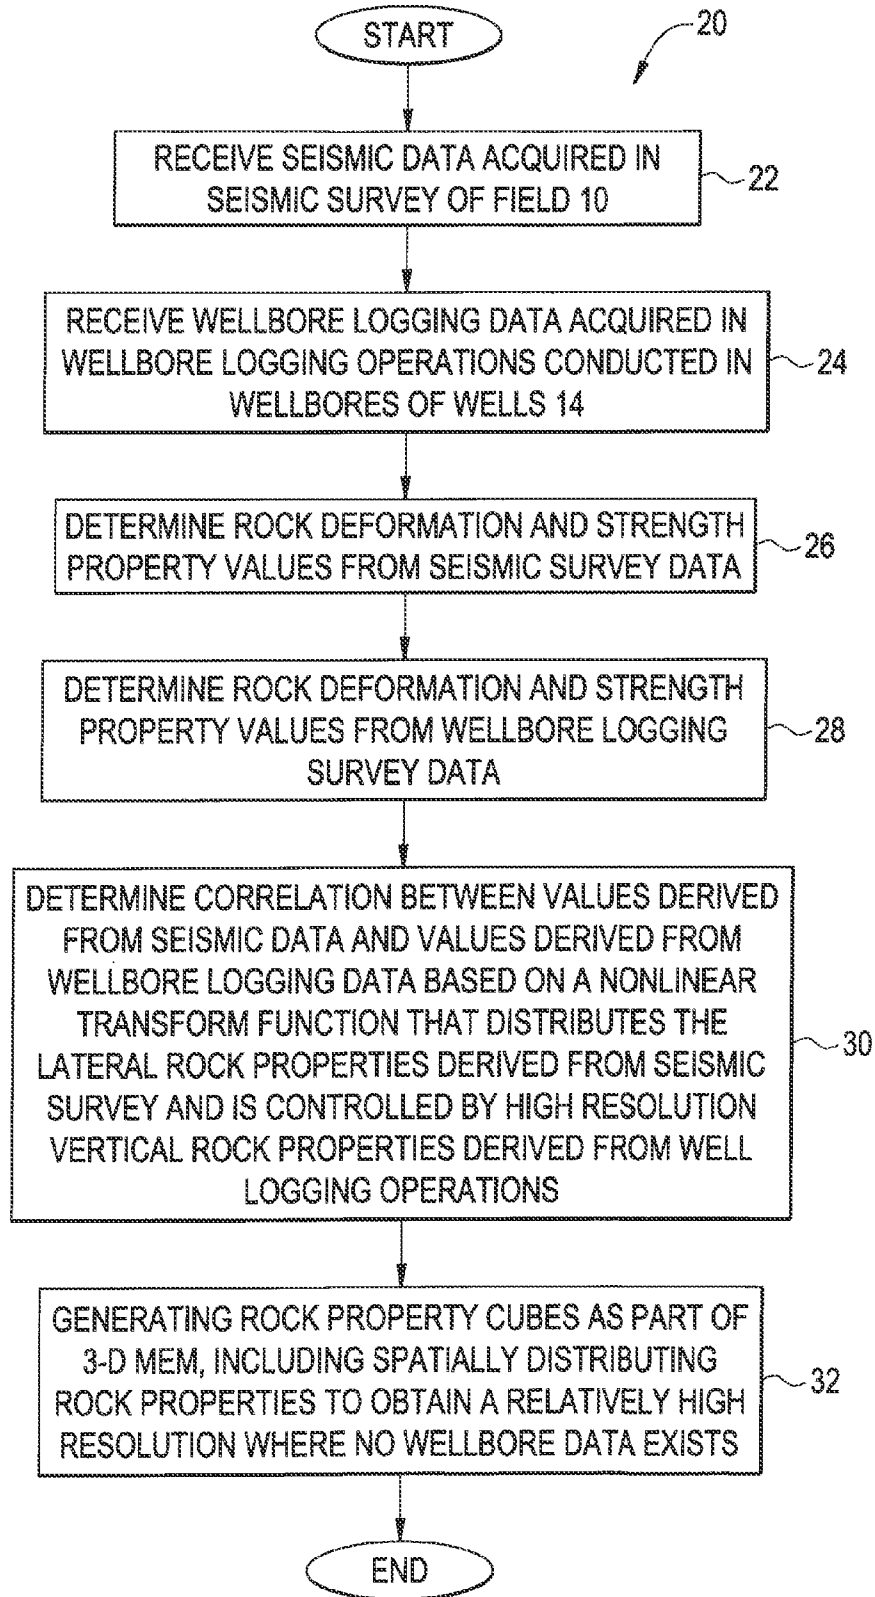 START
20
RECEIVE SEISMIC DATA ACQUIRED IN
SEISMIC SURVEY OF FIELD 10
22
RECEIVE WELLBORE LOGGING DATA ACQUIRED IN
WELLBORE LOGGING OPERATIONS CONDUCTED IN
WELLBORES OF WELLS 14
24
DETERMINE ROCK DEFORMATION AND STRENGTH
PROPERTY VALUES FROM SEISMIC SURVEY DATA
26
DETERMINE ROCK DEFORMATION AND STRENGTH
PROPERTY VALUES FROM WELLBORE LOGGING
SURVEY DATA
28
DETERMINE CORRELATION BETWEEN VALUES DERIVED
FROM SEISMIC DATA AND VALUES DERIVED FROM
WELLBORE LOGGING DATA BASED ON A NONLINEAR
TRANSFORM FUNCTION THAT DISTRIBUTES THE
LATERAL ROCK PROPERTIES DERIVED FROM SEISMIC
SURVEY AND IS CONTROLLED BY HIGH RESOLUTION
VERTICAL ROCK PROPERTIES DERIVED FROM WELL
LOGGING OPERATIONS
30
GENERATING ROCK PROPERTY CUBES AS PART OF
3-D MEM, INCLUDING SPATIALLY DISTRIBUTING
ROCK PROPERTIES TO OBTAIN A RELATIVELY HIGH
RESOLUTION WHERE NO WELLBORE DATA EXISTS
32
END